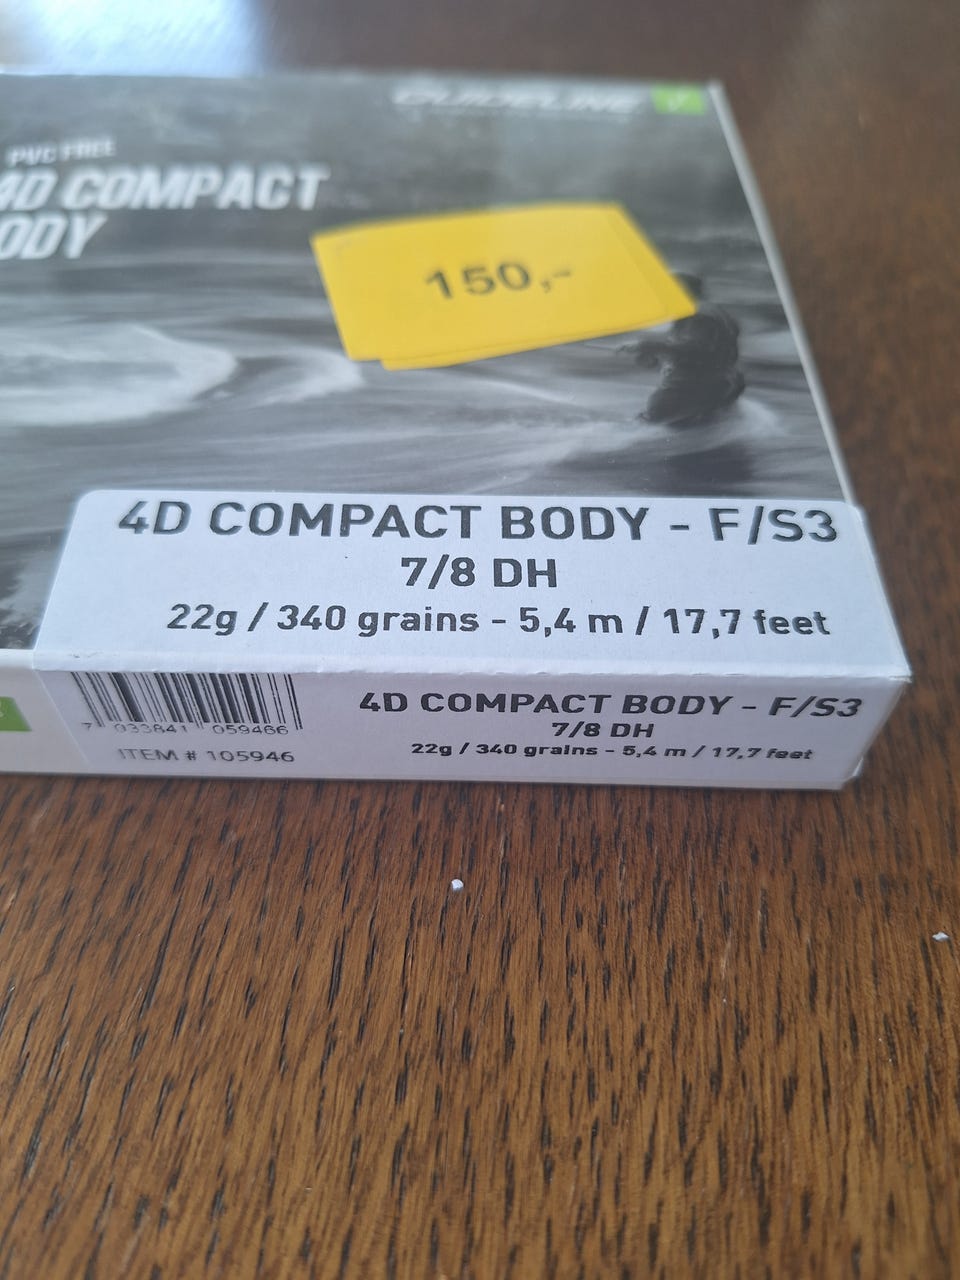 GUIDELINE
PVC FREE
4D COMPACT
ODY
150,-
4D COMPACT BODY - F/S3
7/8 DH
22g / 340 grains - 5,4 m / 17,7 feet
7 033841 059466
ITEM # 105946
4D COMPACT BODY - F/S3
7/8 DH
22g / 340 grains - 5,4 m / 17,7 feet